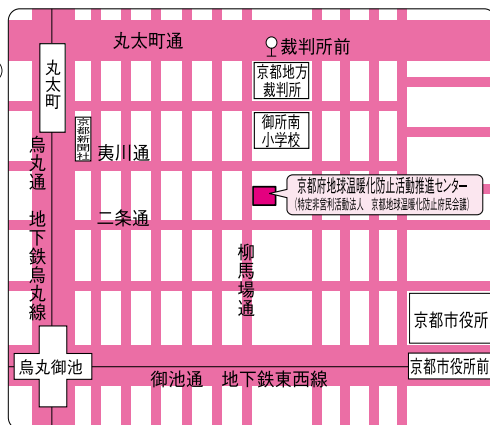 丸太町通
裁判所前
丸太町
京都地方
裁判所
京都新聞社
御所南
小学校
夷川通
烏丸通 地下鉄烏丸線
京都府地球温暖化防止活動推進センター
(特定非営利活動法人 京都地球温暖化防止府民会議)
二条通
柳馬場通
京都市役所
烏丸御池
御池通 地下鉄東西線
京都市役所前